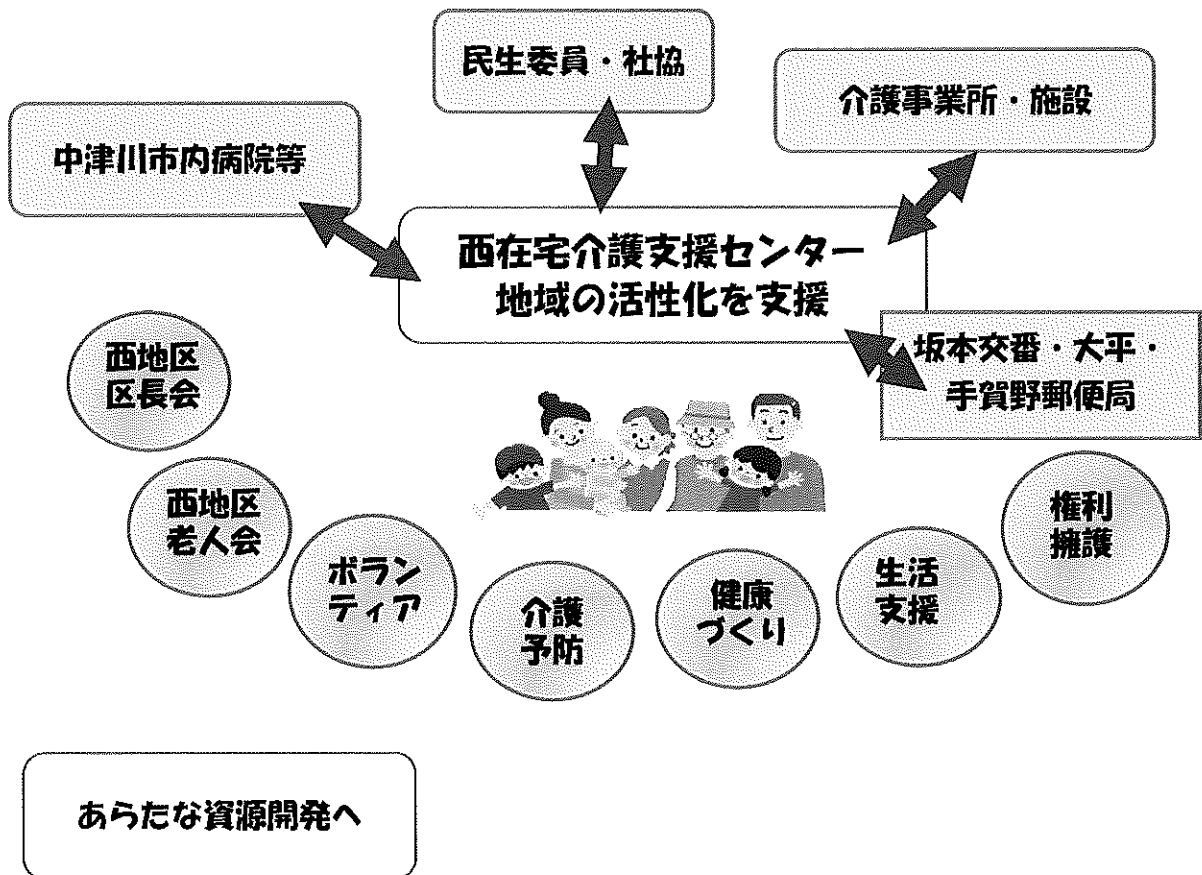 民生委員・社協
介護事業所・施設
中津川市内病院等
西在宅介護支援センター
地域の活性化を支援
坂本交番・大平・
手賀野郵便局
西地区
区長会
西地区
老人会
ボラン
ティア
介護
予防
健康
づくり
生活
支援
権利
擁護
あらたな資源開発へ